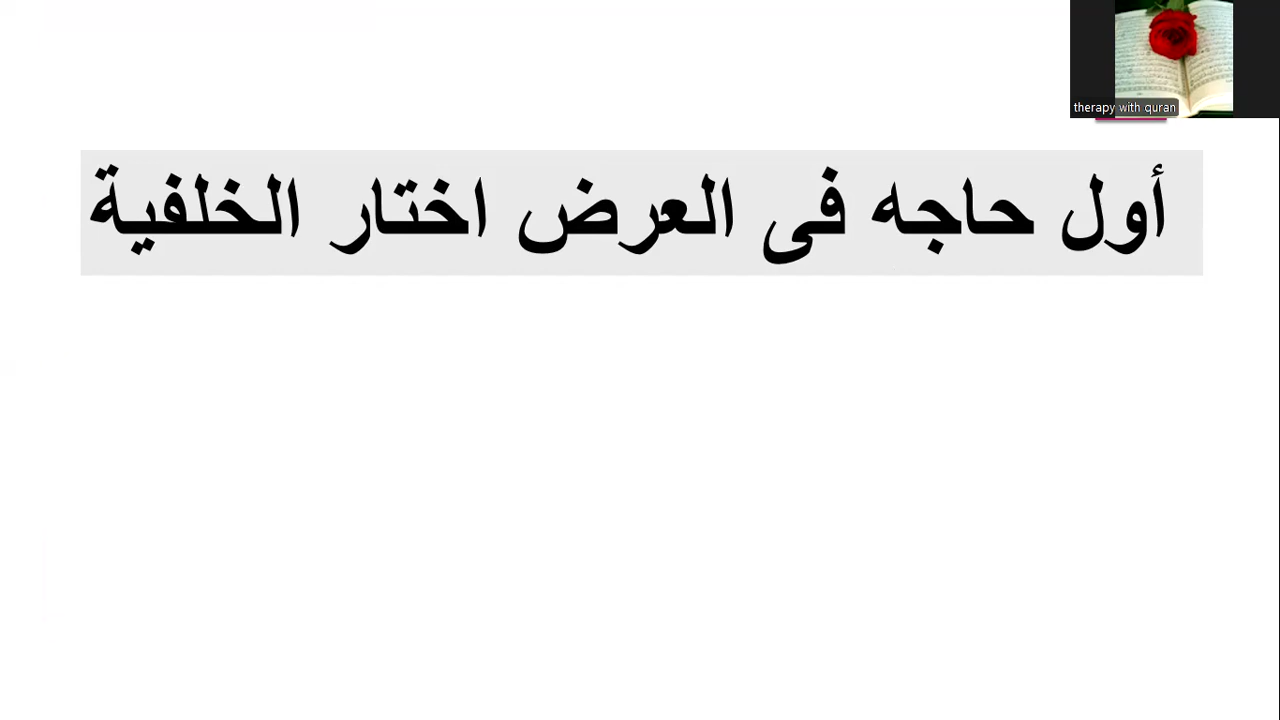 therapy with quran
أول حاجه فى العرض اختار الخلفية